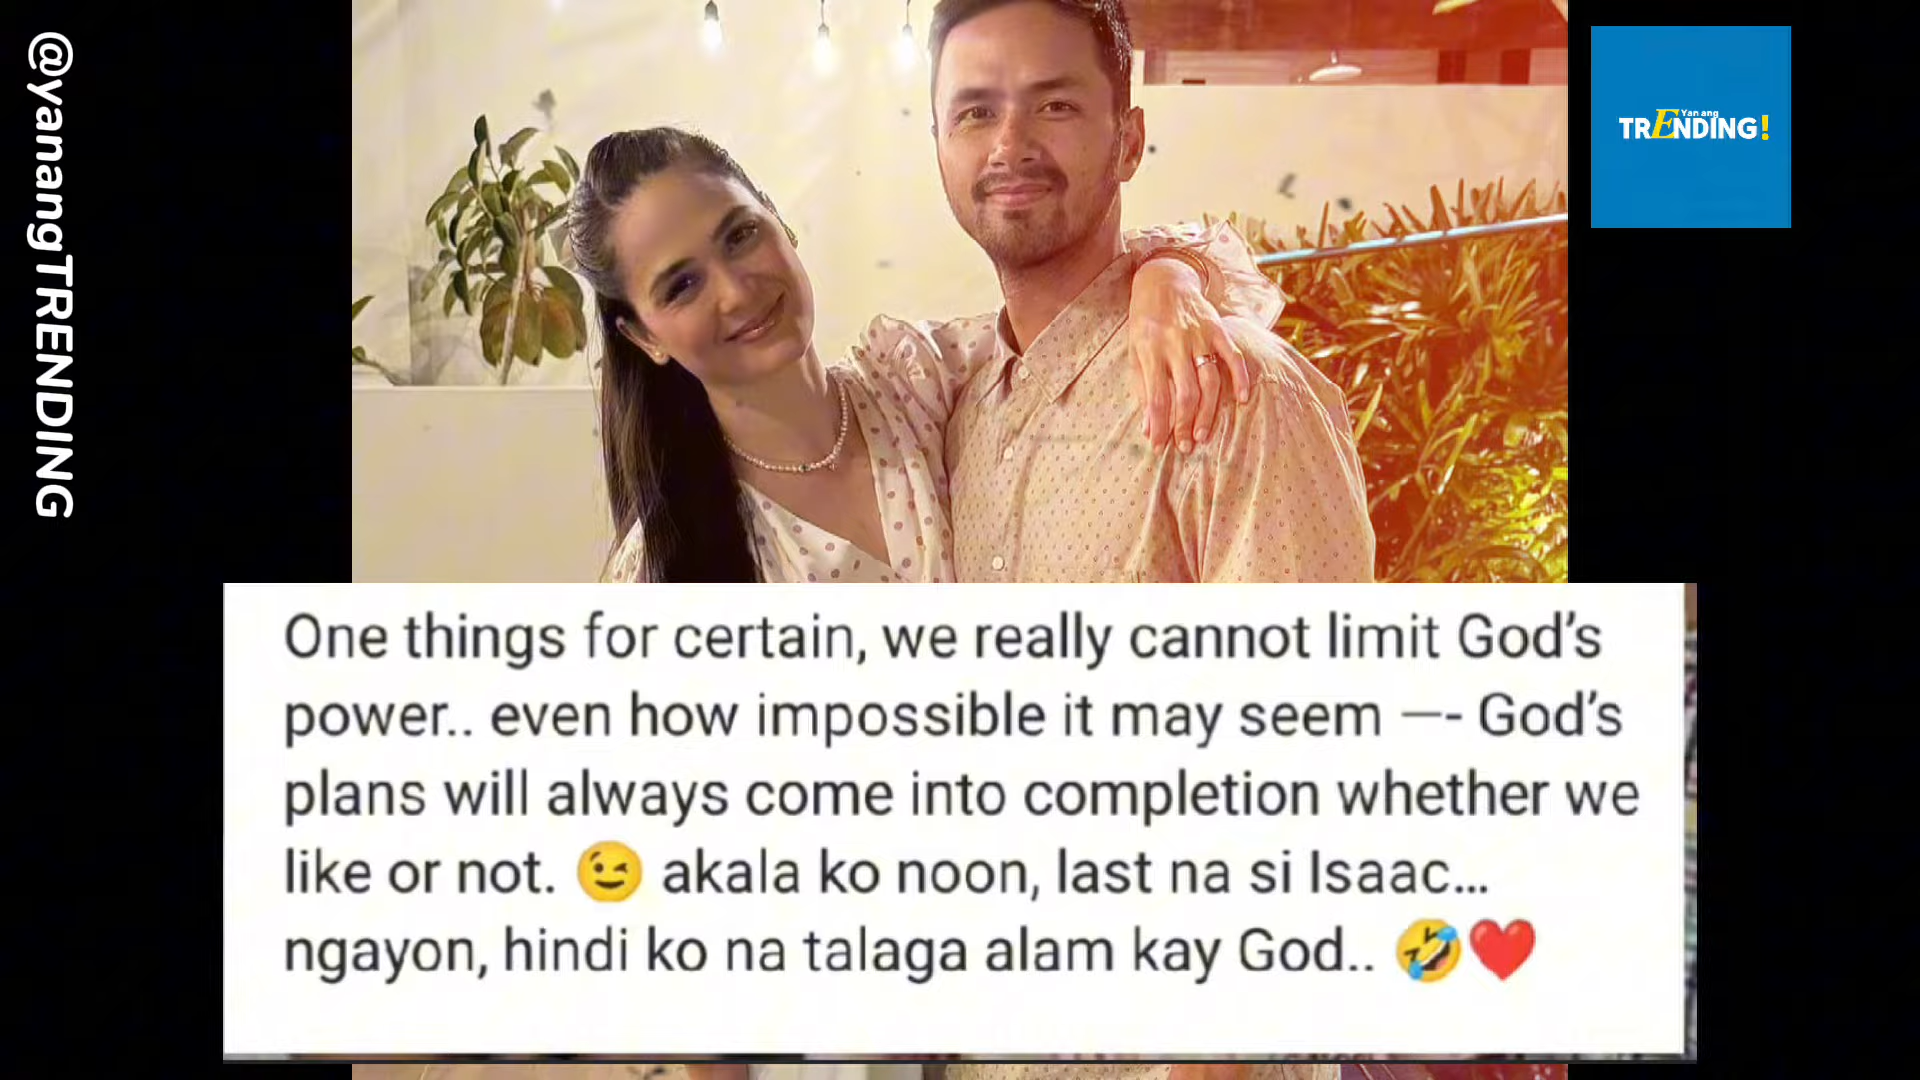 @yanangTRENDING
Yan ang
TRENDING!
One things for certain, we really cannot limit God’s
power.. even how impossible it may seem —- God’s
plans will always come into completion whether we
like or not. 😉 akala ko noon, last na si Isaac...
ngayon, hindi ko na talaga alam kay God.. 🤣❤️